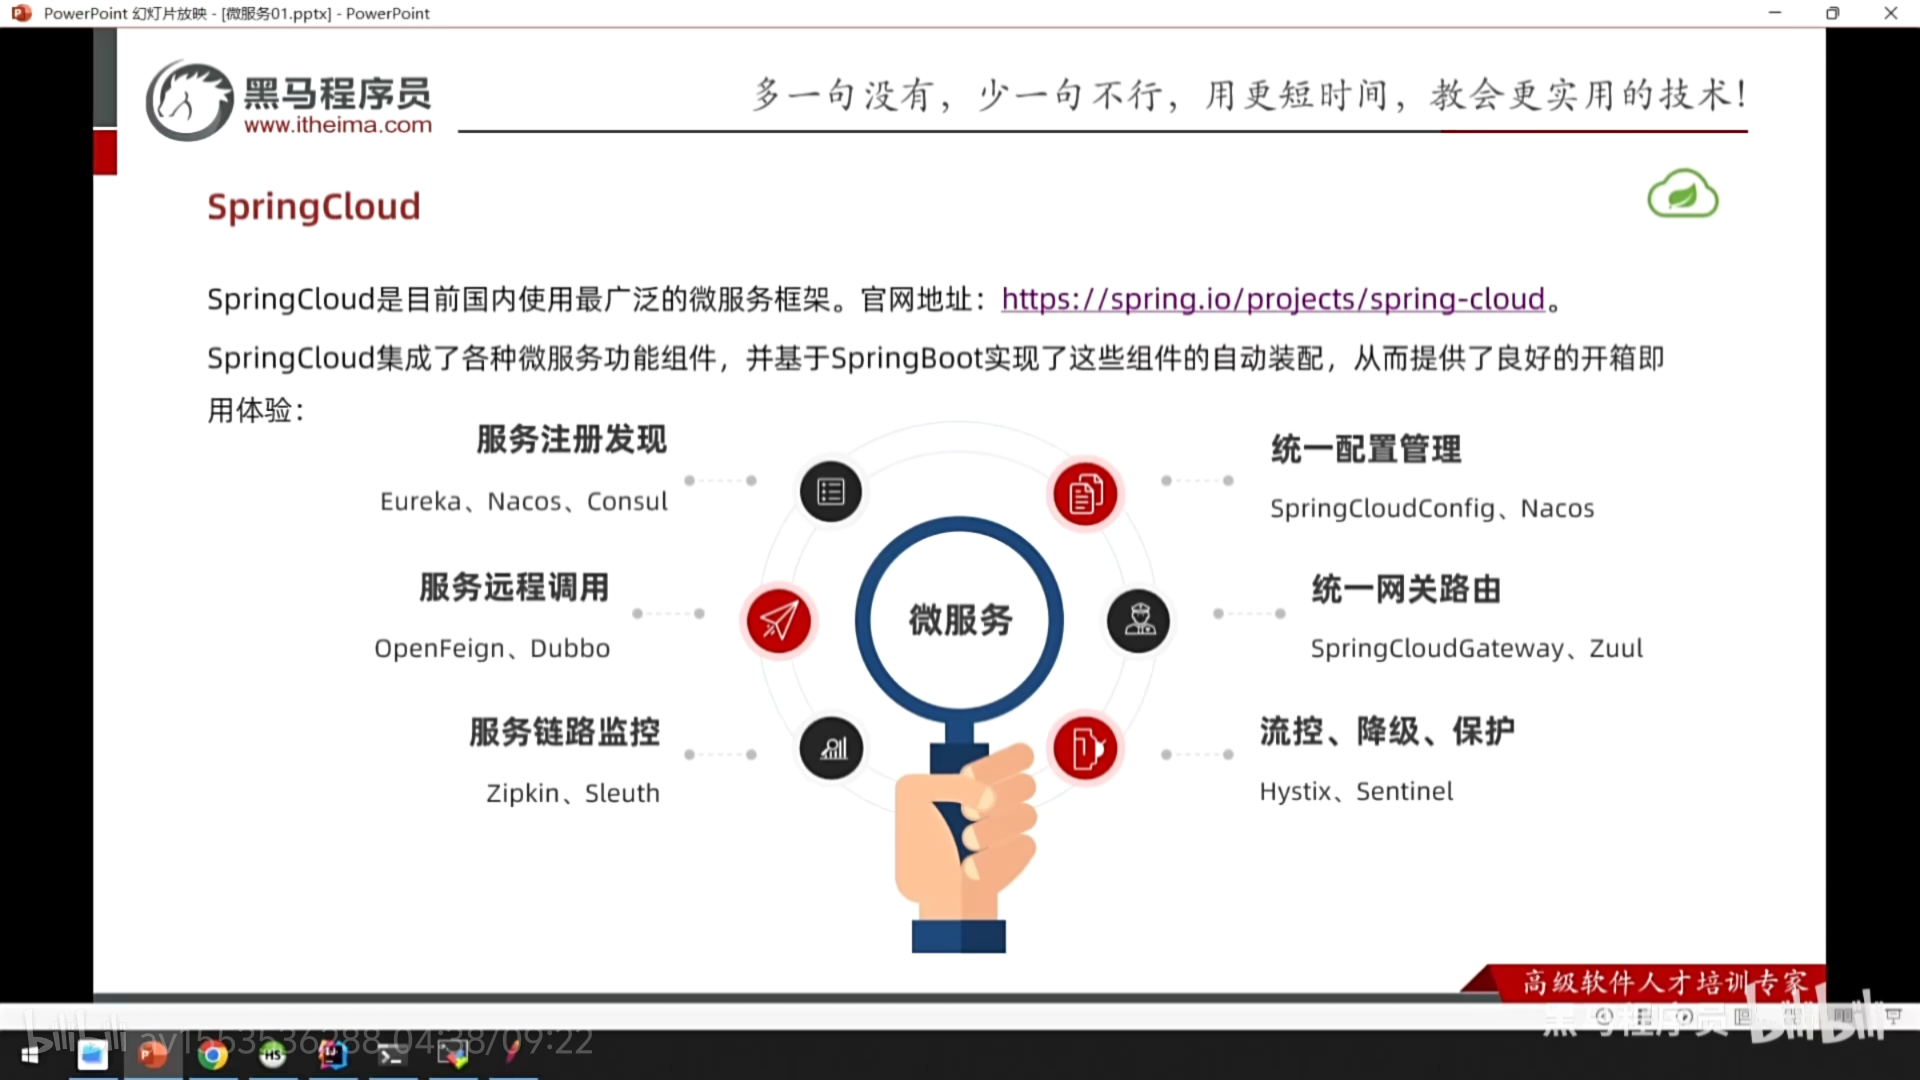 PowerPoint 幻灯片放映 - [微服务01.pptx] - PowerPoint
黑马程序员
www.itheima.com
多一句没有，少一句不行，用更短时间，教会更实用的技术！
SpringCloud
SpringCloud是目前国内使用最广泛的微服务框架。官网地址：https://spring.io/projects/spring-cloud。
SpringCloud集成了各种微服务功能组件，并基于SpringBoot实现了这些组件的自动装配，从而提供了良好的开箱即
用体验：
服务注册发现
Eureka、Nacos、Consul
统一配置管理
SpringCloudConfig、Nacos
服务远程调用
OpenFeign、Dubbo
微服务
统一网关路由
SpringCloudGateway、Zuul
服务链路监控
Zipkin、Sleuth
流控、降级、保护
Hystix、Sentinel
高级软件人才培训专家
黑马程序员 bilibili
bilibili av1553536288 04:38/09:22